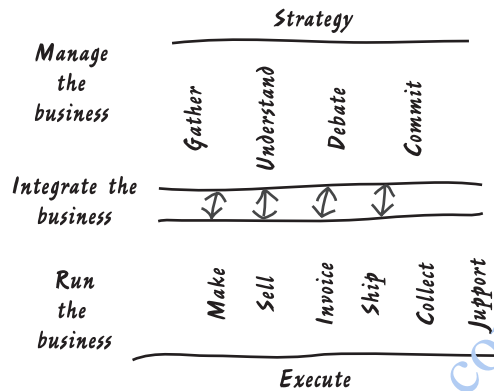 Strategy
Manage
the
business
Gather
Understand
Debate
Commit
Integrate the
business
Run
the
business
Make
Sell
Invoice
Ship
Collect
Support
Execute